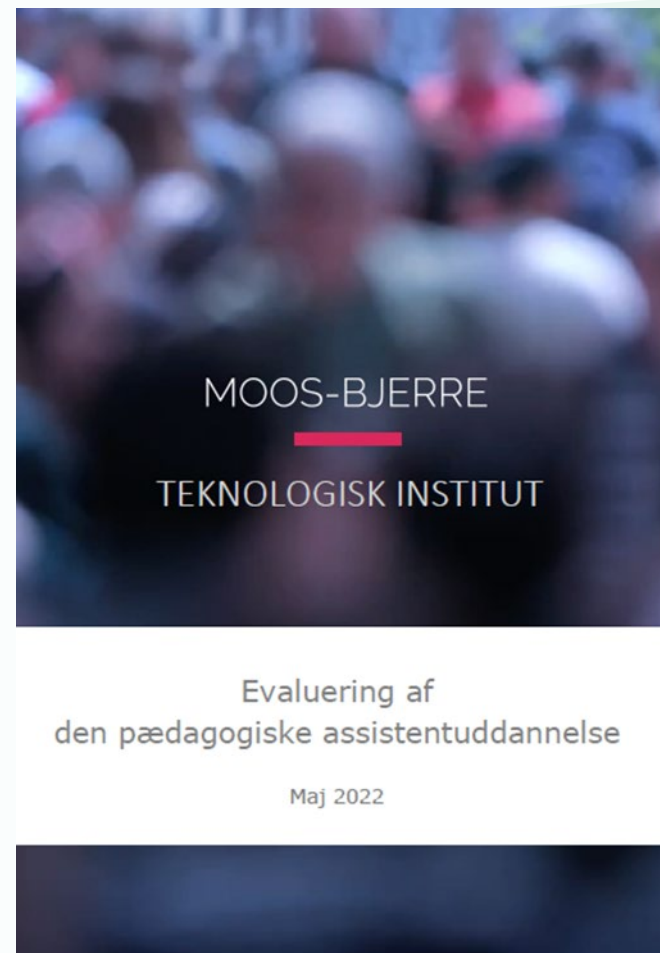 MOOS-BJERRE
TEKNOLOGISK INSTITUT
Evaluering af
den pædagogiske assistentuddannelse
Maj 2022